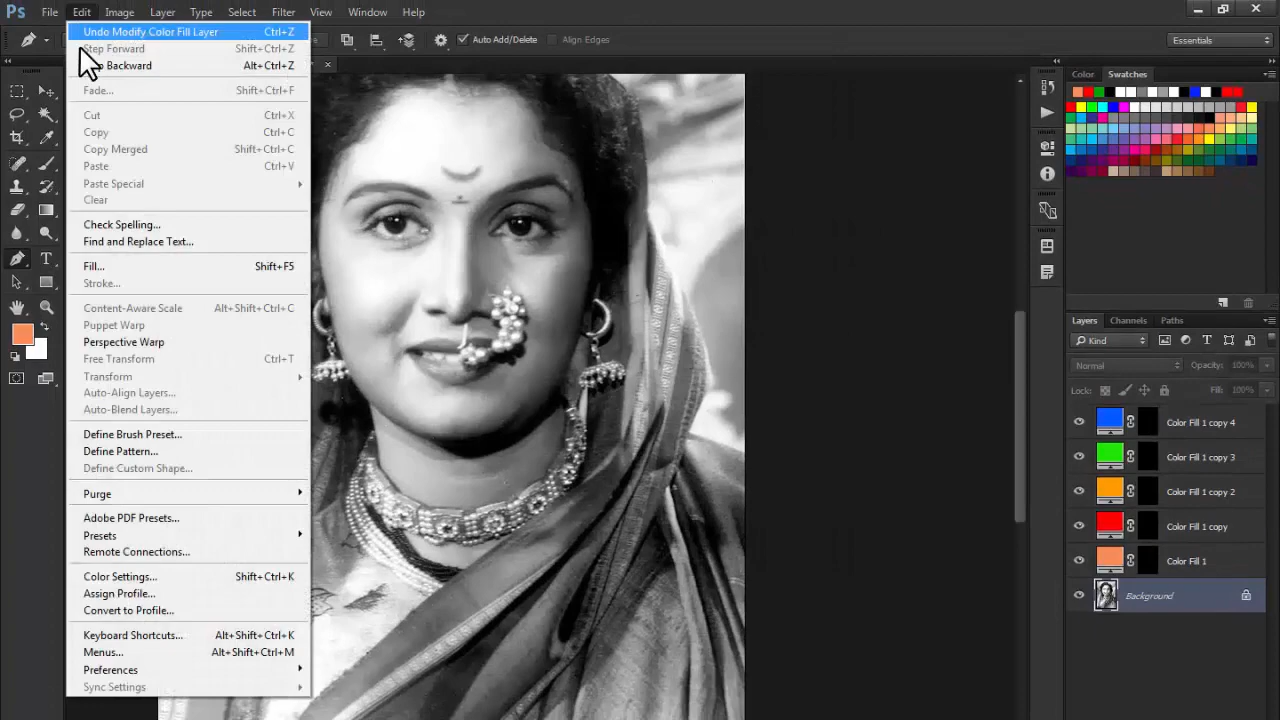 Ps File Edit Image Layer Type Select Filter View Window Help
Auto Add/Delete Align Edges Essentials
Undo Modify Color Fill Layer Ctrl+Z
Step Forward Shift+Ctrl+Z
Backward Alt+Ctrl+Z
Fade... Shift+Ctrl+F
Cut Ctrl+X
Copy Ctrl+C
Copy Merged Shift+Ctrl+C
Paste Ctrl+V
Paste Special
Clear
Check Spelling...
Find and Replace Text...
Fill... Shift+F5
Stroke...
Content-Aware Scale Alt+Shift+Ctrl+C
Puppet Warp
Perspective Warp
Free Transform Ctrl+T
Transform
Auto-Align Layers...
Auto-Blend Layers...
Define Brush Preset...
Define Pattern...
Define Custom Shape...
Purge
Adobe PDF Presets...
Presets
Remote Connections...
Color Settings... Shift+Ctrl+K
Assign Profile...
Convert to Profile...
Keyboard Shortcuts... Alt+Shift+Ctrl+K
Menus... Alt+Shift+Ctrl+M
Preferences
Sync Settings
Color Swatches
Layers Channels Paths
Kind
Normal Opacity: 100%
Lock: Fill: 100%
Color Fill 1 copy 4
Color Fill 1 copy 3
Color Fill 1 copy 2
Color Fill 1 copy
Color Fill 1
Background